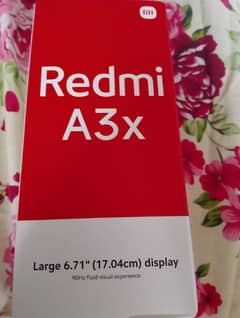 mi
Redmi
A3x
Large 6.71" (17.04cm) display
90Hz fluid visual experience